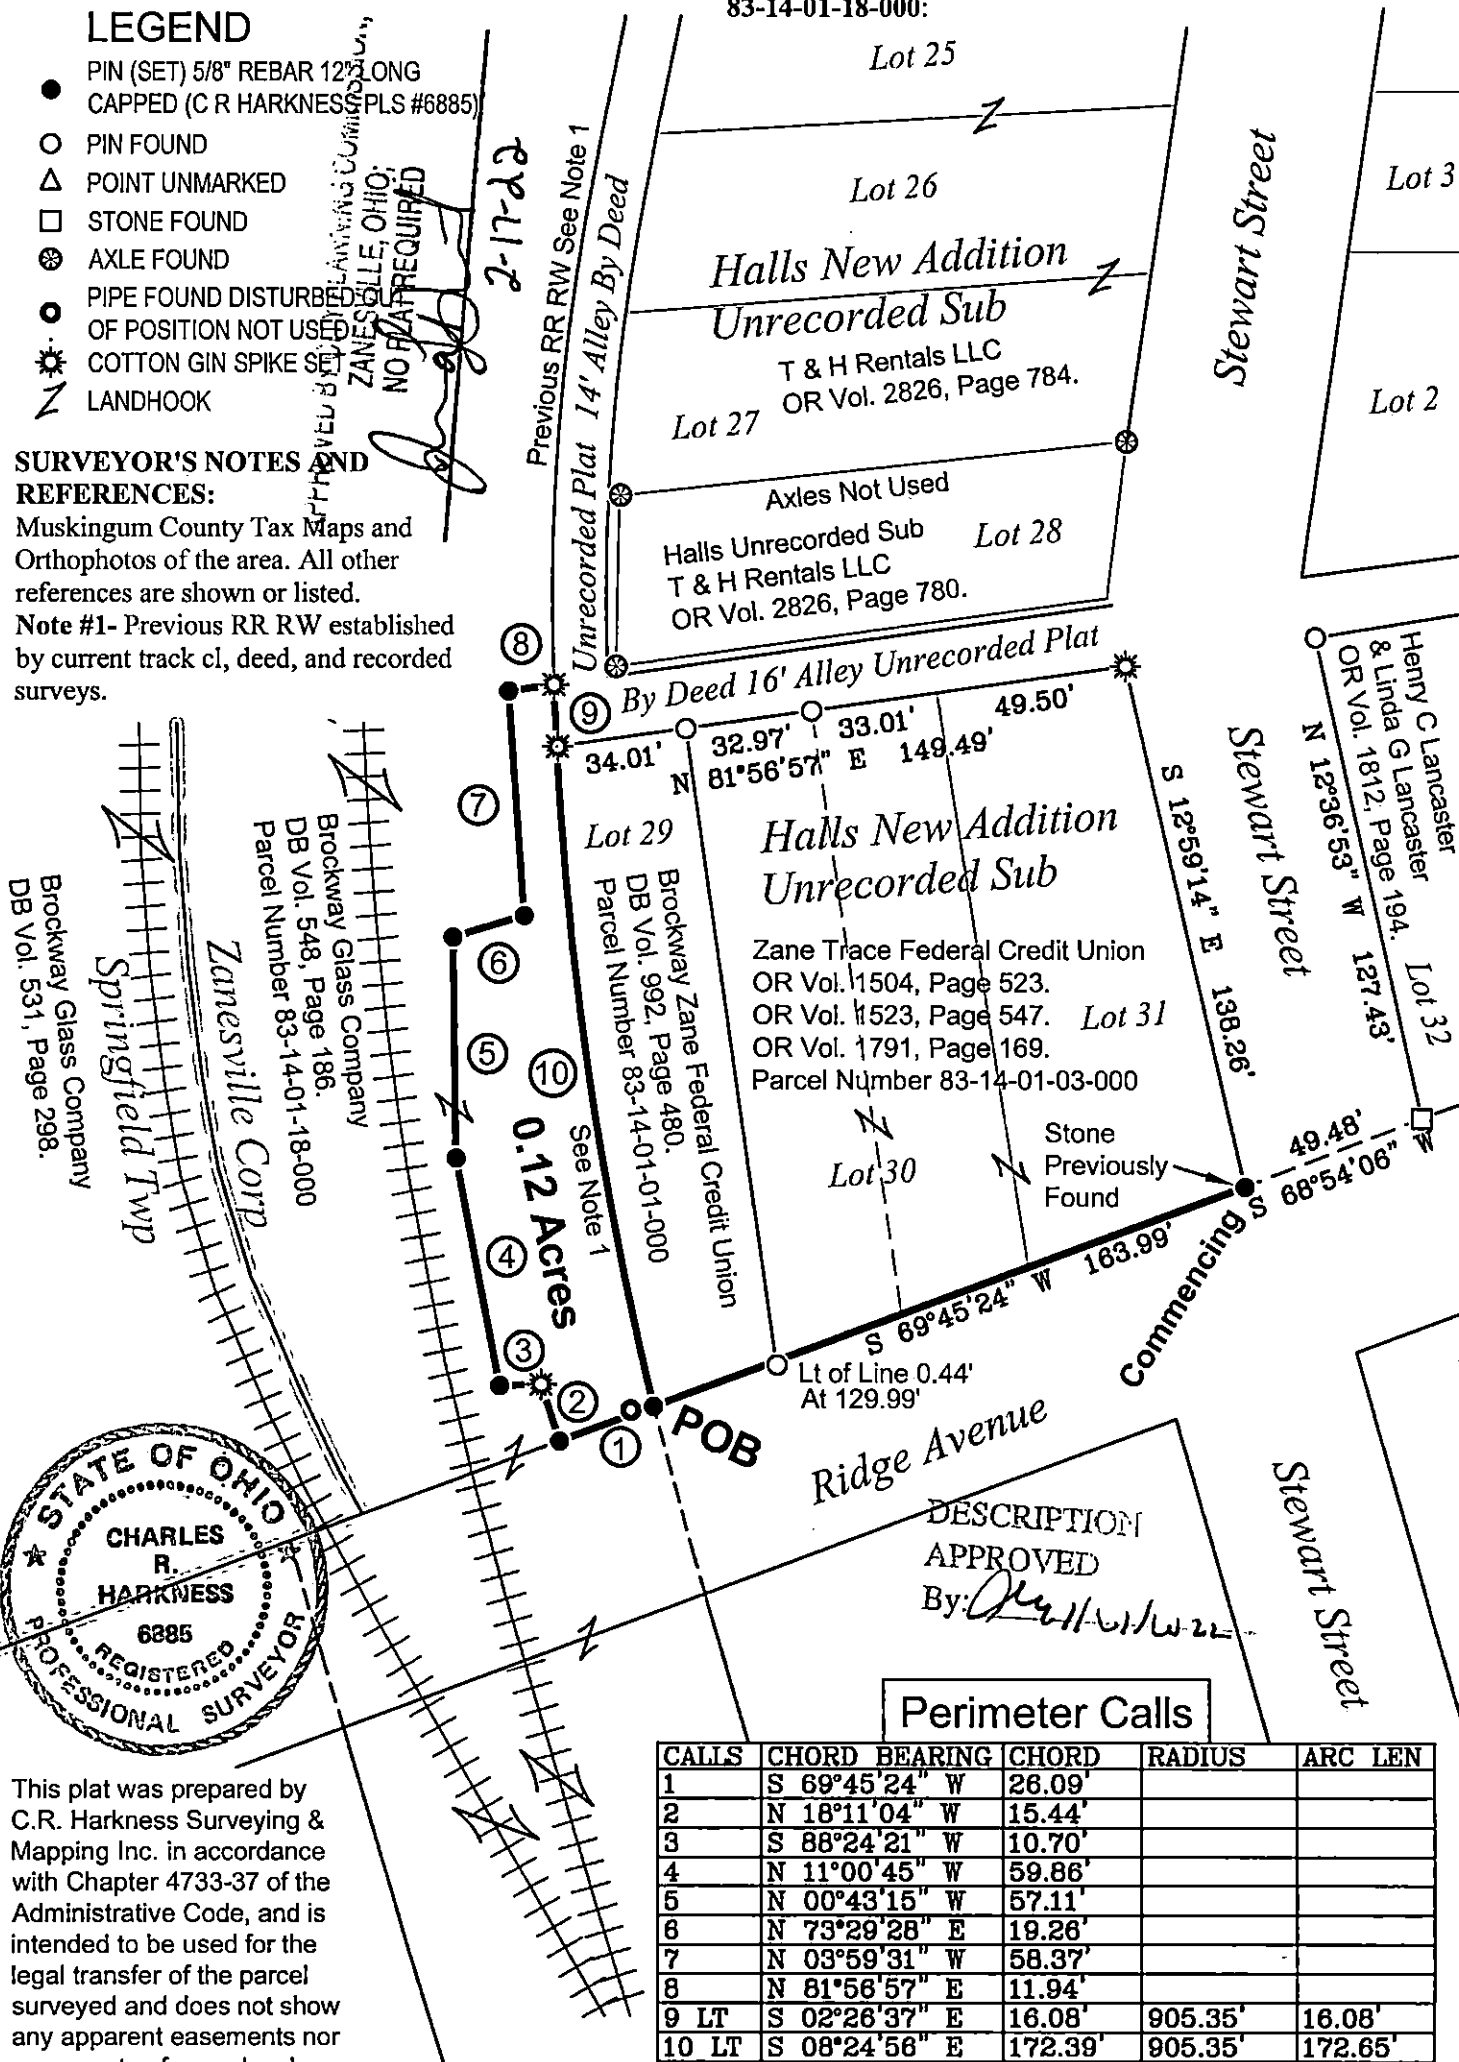 83-14-01-18-000:
LEGEND
PIN (SET) 5/8" REBAR 12" LONG
CAPPED (C R HARKNESS PLS #6885)
PIN FOUND
POINT UNMARKED
STONE FOUND
AXLE FOUND
PIPE FOUND DISTURBED OUT
OF POSITION NOT USED
COTTON GIN SPIKE SET
LANDHOOK
APPROVED BY CITY PLANNING COMMISSION,
ZANESVILLE, OHIO;
NO PLAT REQUIRED
2-17-22
SURVEYOR'S NOTES AND
REFERENCES:
Muskingum County Tax Maps and
Orthophotos of the area. All other
references are shown or listed.
Note #1- Previous RR RW established
by current track cl, deed, and recorded
surveys.
Previous RR RW See Note 1
Unrecorded Plat 14' Alley By Deed
Lot 25
Lot 26
Halls New Addition
Unrecorded Sub
T & H Rentals LLC
OR Vol. 2826, Page 784.
Lot 27
Axles Not Used
Halls Unrecorded Sub
T & H Rentals LLC
OR Vol. 2826, Page 780.
Lot 28
Stewart Street
Lot 3
Lot 2
By Deed 16' Alley Unrecorded Plat
8
9
7
6
5
10
4
3
2
1
34.01'
32.97'
33.01'
49.50'
N 81°56'57" E 149.49'
Lot 29
Halls New Addition
Unrecorded Sub
Zane Trace Federal Credit Union
OR Vol. 1504, Page 523.
OR Vol. 1523, Page 547.
OR Vol. 1791, Page 169.
Parcel Number 83-14-01-03-000
Lot 31
Lot 30
Brockway Zane Federal Credit Union
DB Vol. 992, Page 480.
Parcel Number 83-14-01-01-000
See Note 1
0.12 Acres
S 12°59'14" E 138.26'
Stewart Street
Henry C Lancaster
& Linda G Lancaster
OR Vol. 1812, Page 194.
N 12°36'53" W 127.43'
Lot 32
Stone
Previously
Found
49.48'
S 68°54'06" W
S 69°45'24" W 163.99'
Commencing
Lt of Line 0.44'
At 129.99'
POB
Ridge Avenue
Stewart Street
Brockway Glass Company
DB Vol. 548, Page 186.
Parcel Number 83-14-01-18-000
Zanesville Corp
Springfield Twp
Brockway Glass Company
DB Vol. 531, Page 298.
STATE OF OHIO
CHARLES
R.
HARKNESS
6885
REGISTERED
PROFESSIONAL SURVEYOR
DESCRIPTION
APPROVED
By:
This plat was prepared by
C.R. Harkness Surveying &
Mapping Inc. in accordance
with Chapter 4733-37 of the
Administrative Code, and is
intended to be used for the
legal transfer of the parcel
surveyed and does not show
any apparent easements nor
Perimeter Calls
CALLS CHORD BEARING CHORD RADIUS ARC LEN
1 S 69°45'24" W 26.09'
2 N 18°11'04" W 15.44'
3 S 88°24'21" W 10.70'
4 N 11°00'45" W 59.86'
5 N 00°43'15" W 57.11'
6 N 73°29'28" E 19.26'
7 N 03°59'31" W 58.37'
8 N 81°56'57" E 11.94'
9 LT S 02°26'37" E 16.08' 905.35' 16.08'
10 LT S 08°24'56" E 172.39' 905.35' 172.65'